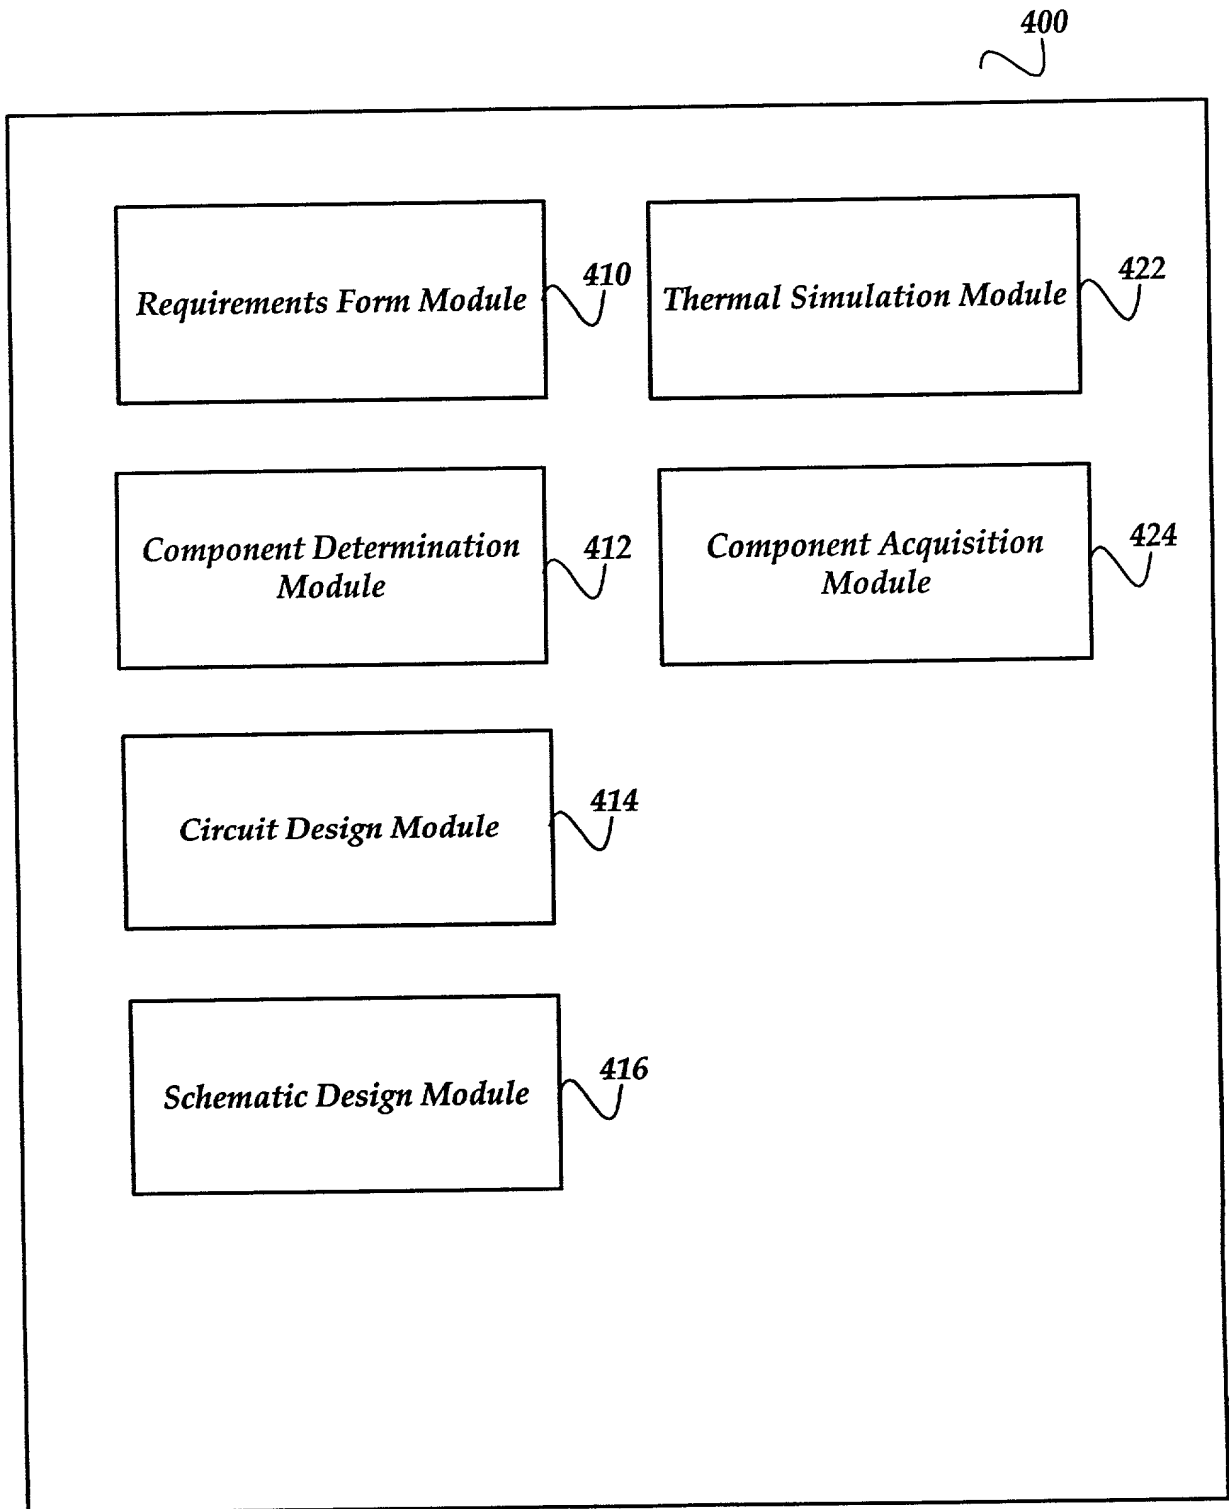 400
Requirements Form Module
410
Thermal Simulation Module
422
Component Determination
Module
412
Component Acquisition
Module
424
Circuit Design Module
414
Schematic Design Module
416